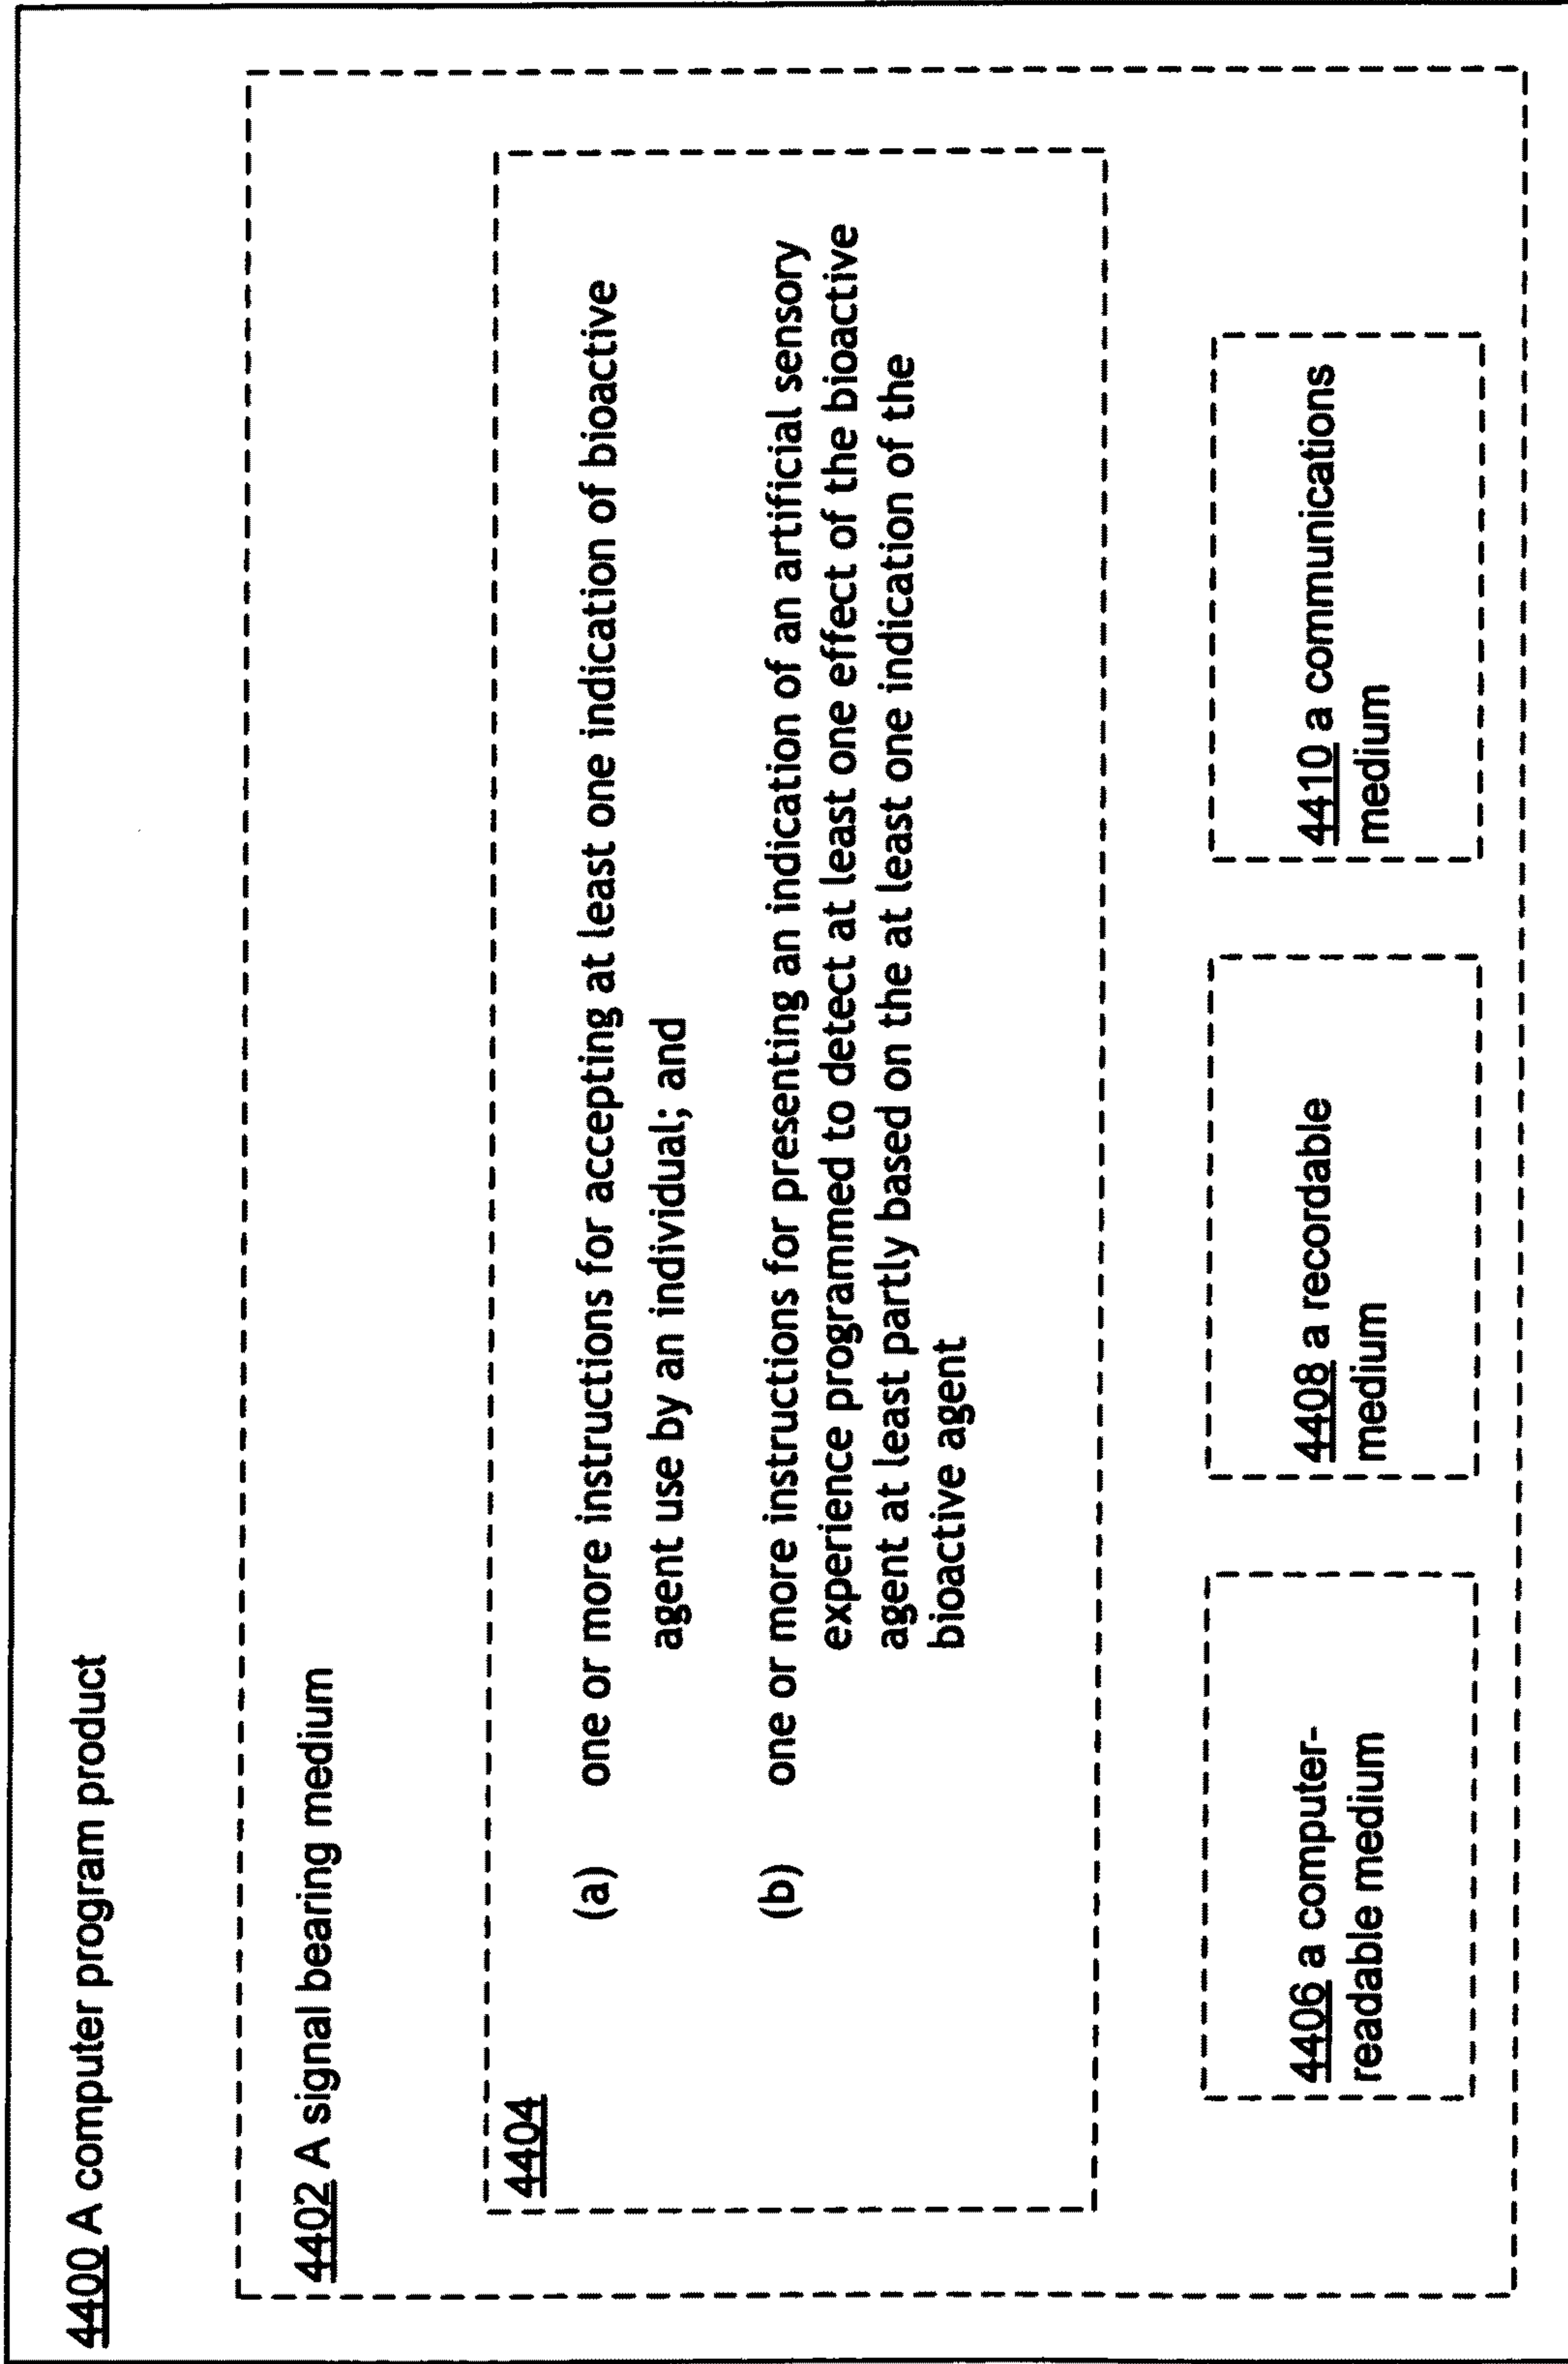 4400 A computer program product
4402 A signal bearing medium
4404
(a) one or more instructions for accepting at least one indication of bioactive
agent use by an individual; and
(b) one or more instructions for presenting an indication of an artificial sensory
experience programmed to detect at least one effect of the bioactive
agent at least partly based on the at least one indication of the
bioactive agent
4406 a computer-
readable medium
4408 a recordable
medium
4410 a communications
medium